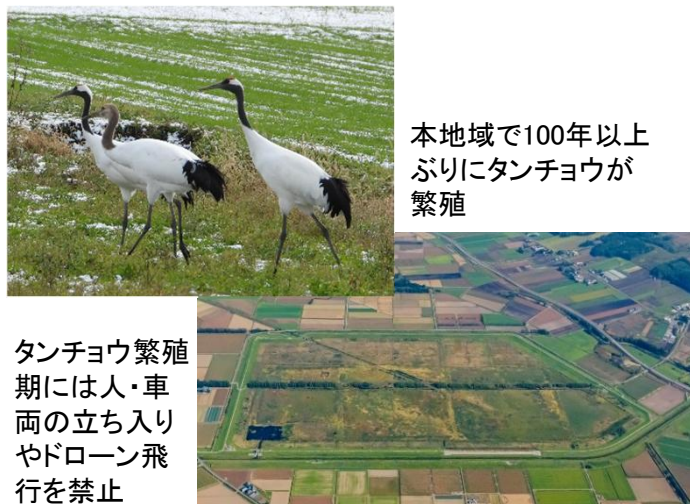 本地域で100年以上
ぶりにタンチョウが
繁殖
タンチョウ繁殖
期には人・車
両の立ち入り
やドローン飛
行を禁止